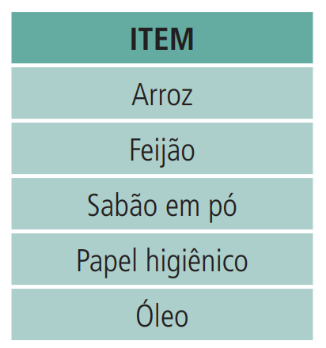 ITEM
Arroz
Feijão
Sabão em pó
Papel higiênico
Óleo